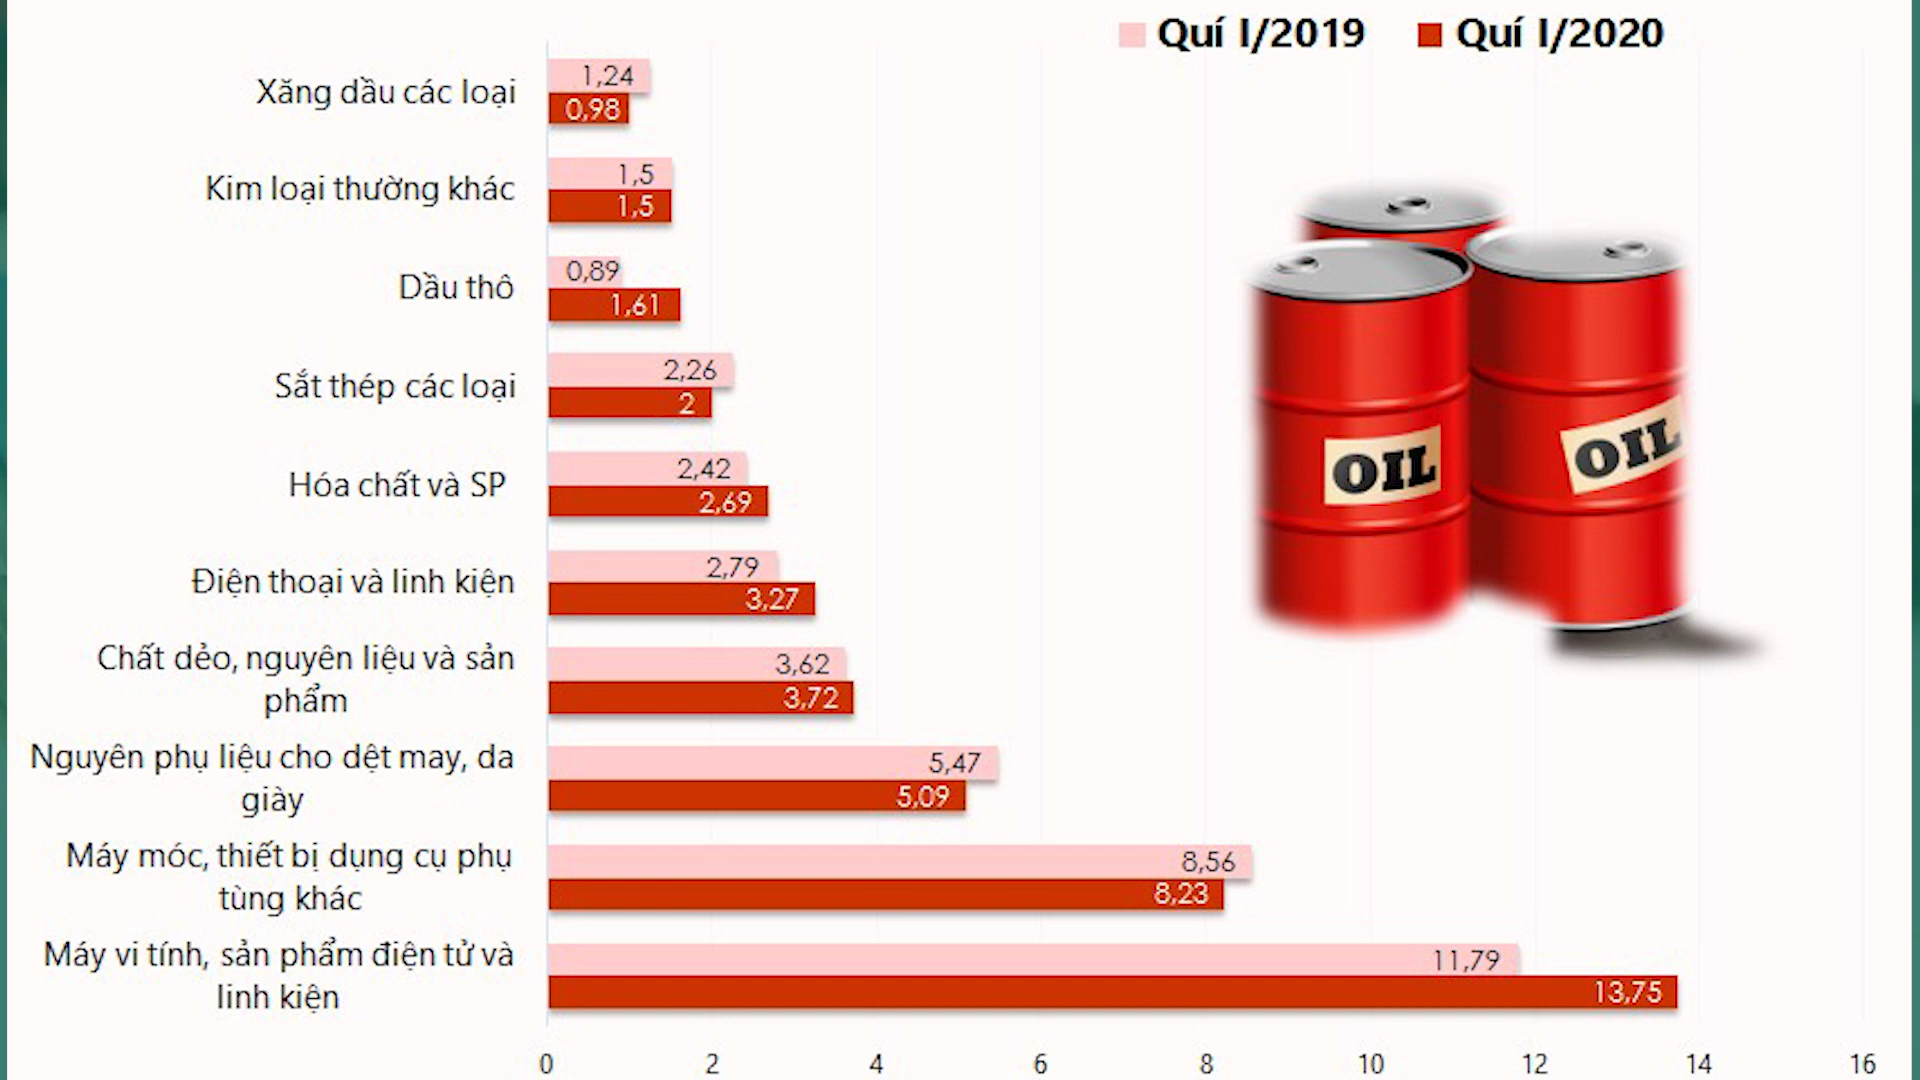 Quí I/2019 Quí I/2020
Xăng dầu các loại
1,24
0,98
Kim loại thường khác
1,5
1,5
Dầu thô
0,89
1,61
Sắt thép các loại
2,26
2
Hóa chất và SP
2,42
2,69
Điện thoại và linh kiện
2,79
3,27
Chất dẻo, nguyên liệu và sản
phẩm
3,62
3,72
Nguyên phụ liệu cho dệt may, da
giày
5,47
5,09
Máy móc, thiết bị dụng cụ phụ
tùng khác
8,56
8,23
Máy vi tính, sản phẩm điện tử và
linh kiện
11,79
13,75
0 2 4 6 8 10 12 14 16
OIL
OIL